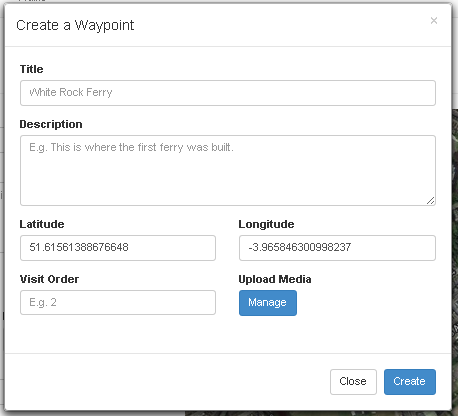 Create a Waypoint
×
Title
White Rock Ferry
Description
E.g. This is where the first ferry was built.
Latitude
Longitude
51.61561388676648
-3.965846300998237
Visit Order
Upload Media
E.g. 2
Manage
Close
Create